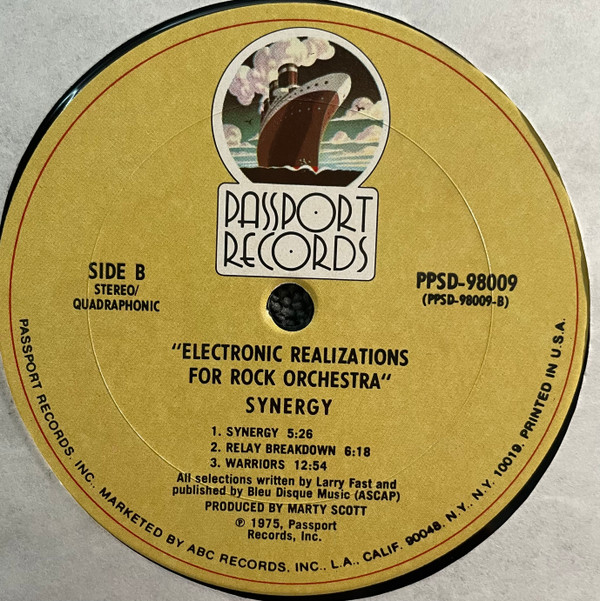 PASSPORT
RECORDS
SIDE B
STEREO/
QUADRAPHONIC
PPSD-98009
(PPSD-98009-B)
"ELECTRONIC REALIZATIONS
FOR ROCK ORCHESTRA"
SYNERGY
1. SYNERGY 5:26
2. RELAY BREAKDOWN 6:18
3. WARRIORS 12:54
All selections written by Larry Fast and
published by Bleu Disque Music (ASCAP)
PRODUCED BY MARTY SCOTT
℗ 1975, Passport
Records, Inc.
PASSPORT RECORDS, INC., MARKETED BY ABC RECORDS, INC., L.A., CALIF. 90048, N.Y., N.Y. 10019. PRINTED IN U.S.A.